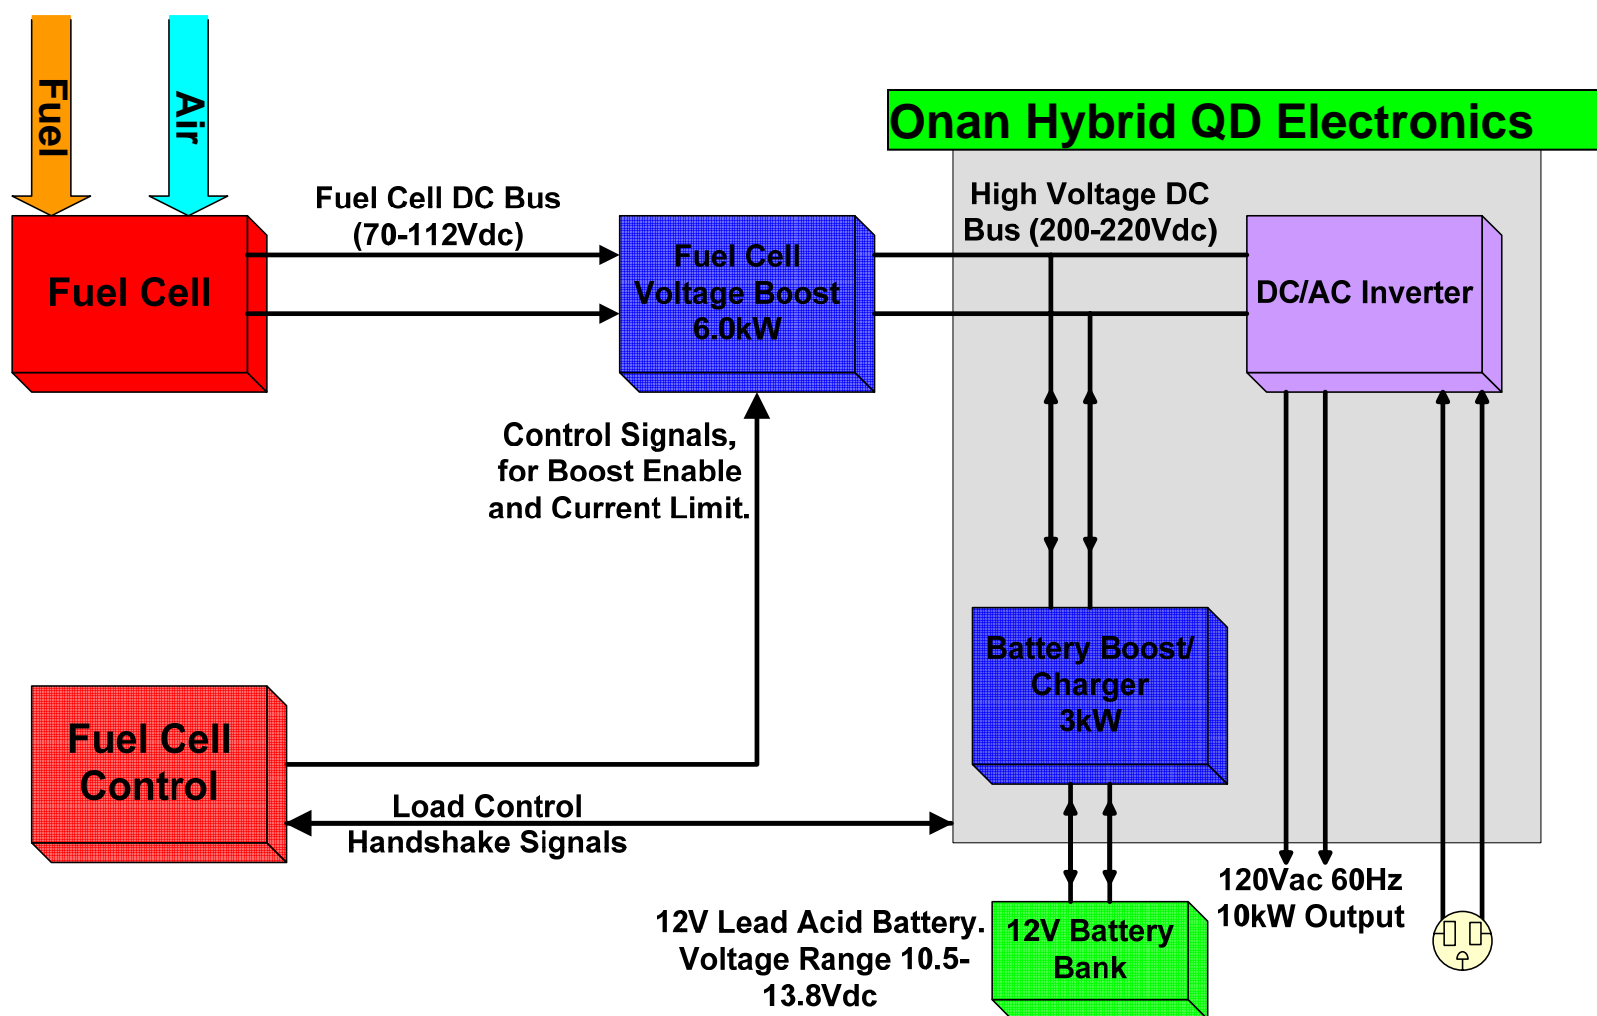 Fuel
Air
Onan Hybrid QD Electronics
Fuel Cell DC Bus
(70-112Vdc)
High Voltage DC
Bus (200-220Vdc)
Fuel Cell
Fuel Cell
Voltage Boost
6.0kW
DC/AC Inverter
Control Signals,
for Boost Enable
and Current Limit.
Battery Boost/
Charger
3kW
Fuel Cell
Control
Load Control
Handshake Signals
120Vac 60Hz
10kW Output
12V Lead Acid Battery.
Voltage Range 10.5-
13.8Vdc
12V Battery
Bank